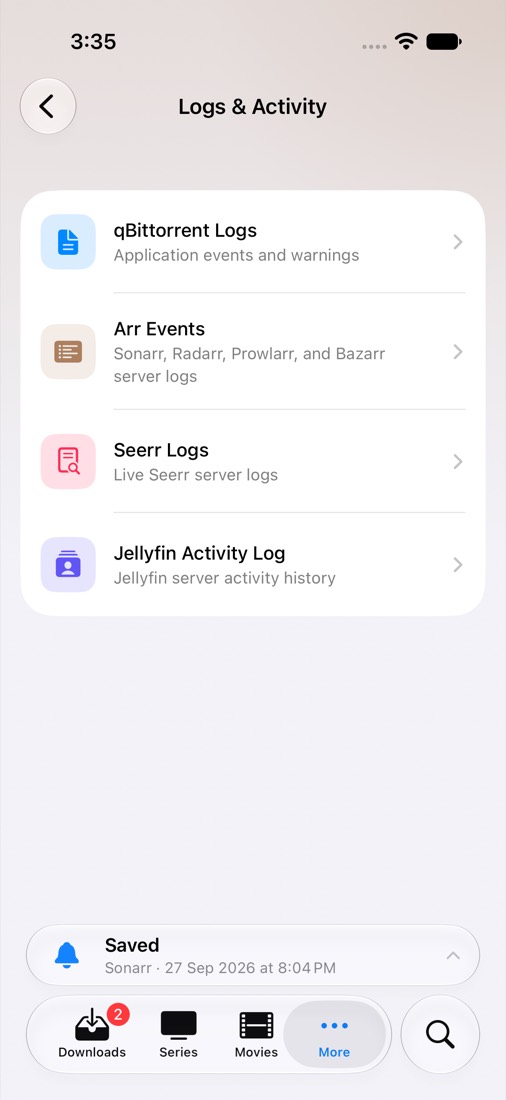 3:35
Logs & Activity
qBittorrent Logs
Application events and warnings
Arr Events
Sonarr, Radarr, Prowlarr, and Bazarr
server logs
Seerr Logs
Live Seerr server logs
Jellyfin Activity Log
Jellyfin server activity history
Saved
Sonarr · 27 Sep 2026 at 8:04 PM
2
Downloads Series Movies More